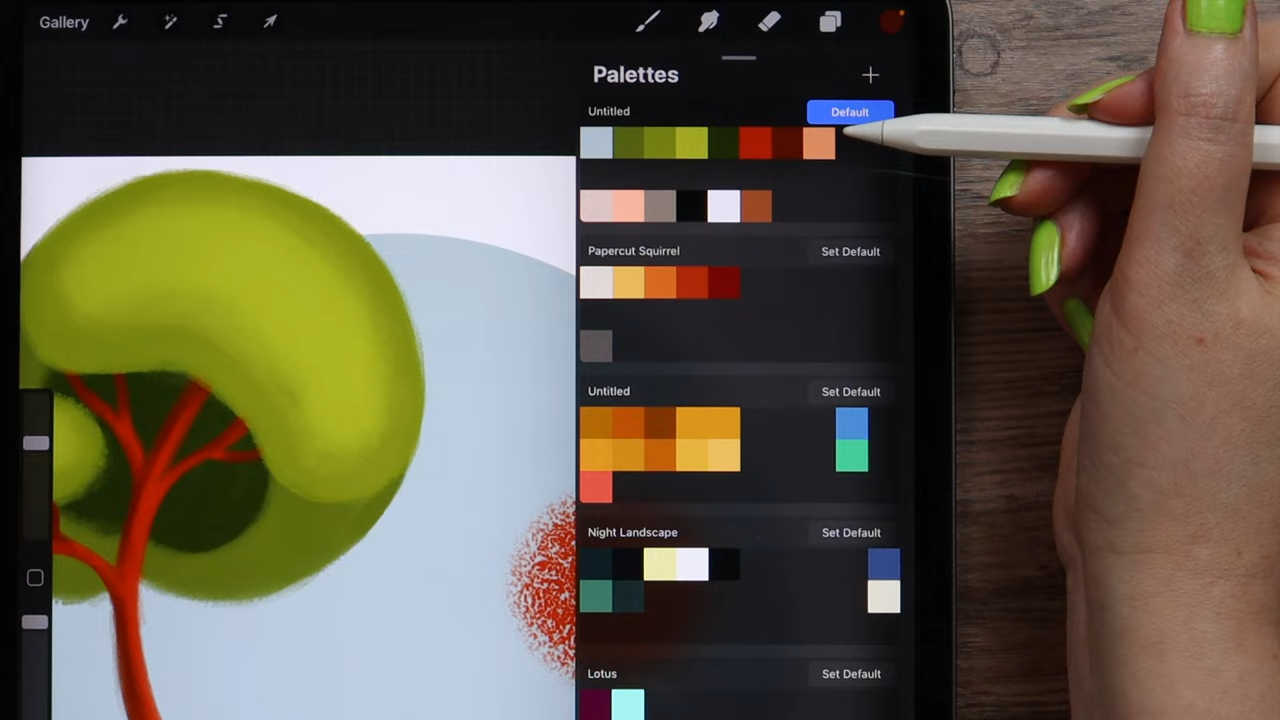 Gallery
Palettes
Untitled Default
Papercut Squirrel Set Default
Untitled Set Default
Night Landscape Set Default
Lotus Set Default